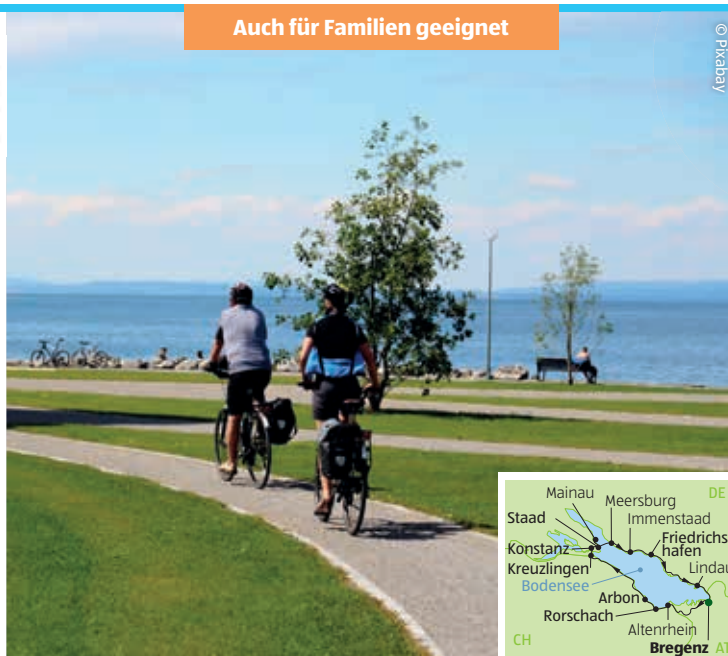 Auch für Familien geeignet
© Pixabay
Mainau
Meersburg
DE
Staad
Immenstaad
Friedrichs
hafen
Konstanz
Kreuzlingen
Lindau
Bodensee
Arbon
Rorschach
Altenrhein
CH
Bregenz
AT